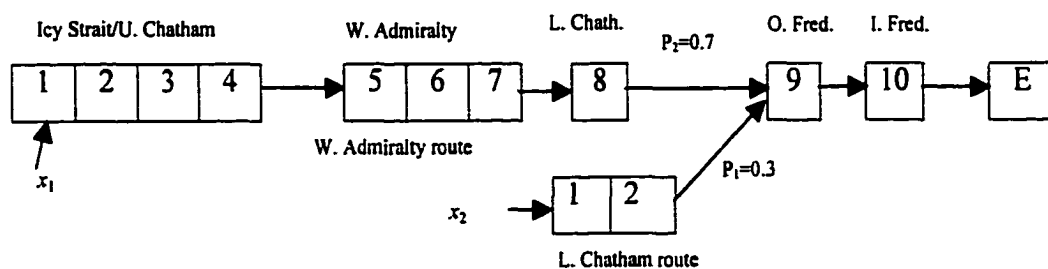 Icy Strait/U. Chatham
W. Admiralty
L. Chath.
P2=0.7
O. Fred.
I. Fred.
1 2 3 4
5 6 7
8
9
10
E
W. Admiralty route
x1
P1=0.3
x2
1 2
L. Chatham route